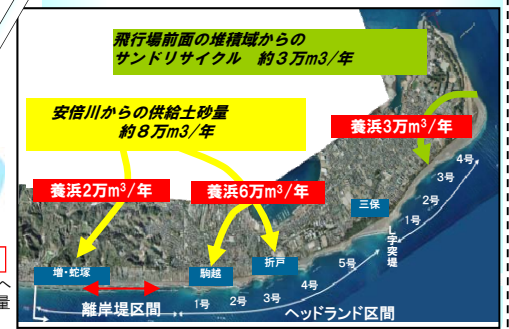 飛行場前面の堆積域からの
サンドリサイクル 約3万m3/年
安倍川からの供給土砂量
約8万m3/年
養浜3万m³/年
養浜2万m³/年
養浜6万m³/年
4号
3号
2号
1号
三保
L字突堤
増・蛇塚
駒越
折戸
5号
4号
3号
2号
1号
離岸堤区間
ヘッドランド区間
へ
量